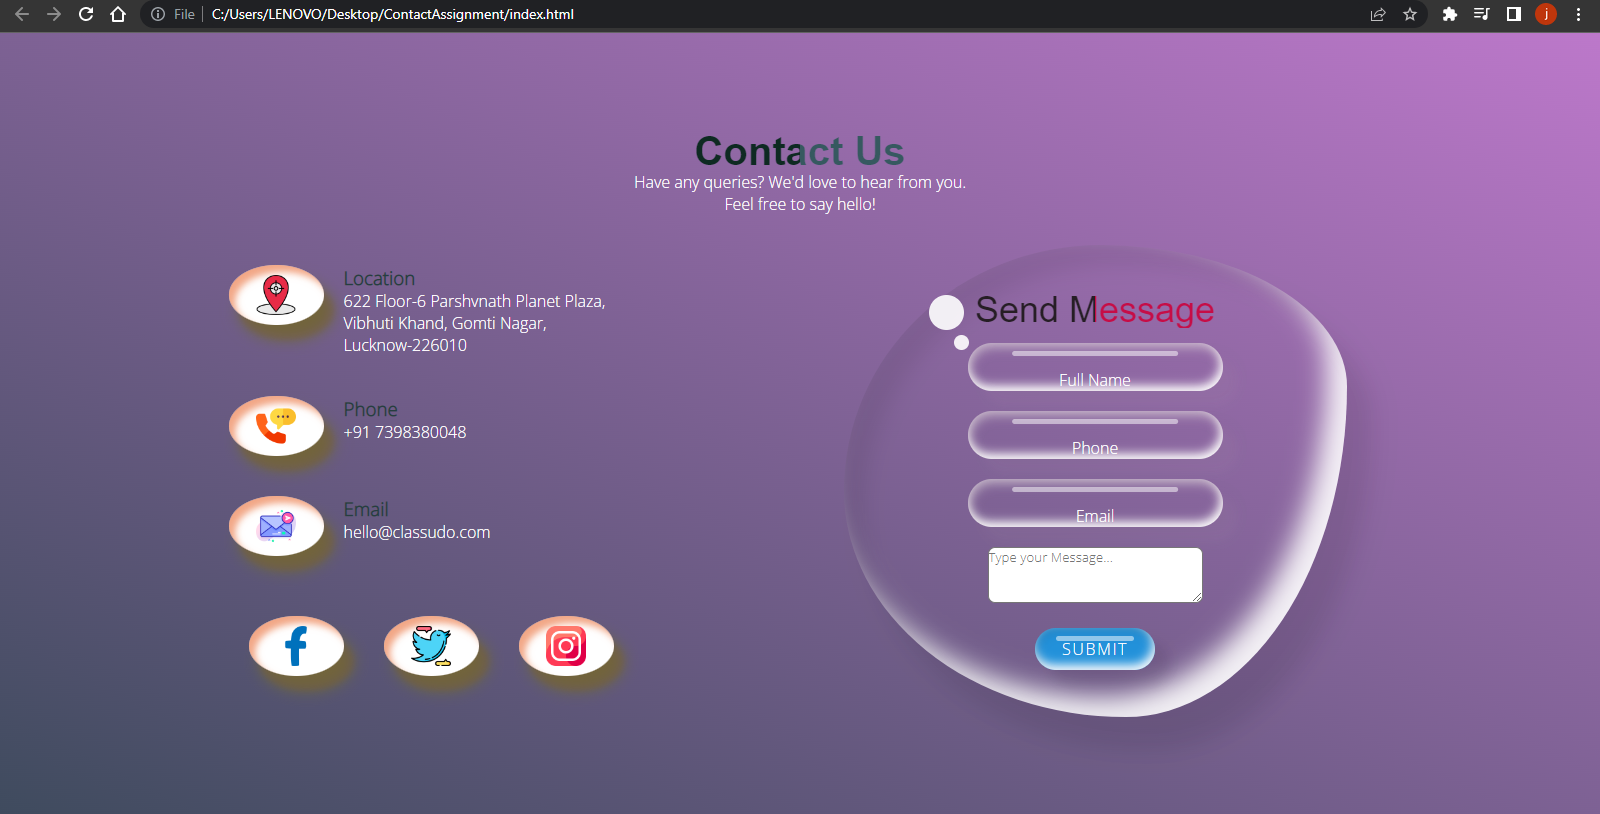 File
C:/Users/LENOVO/Desktop/ContactAssignment/index.html
j
Contact Us
Have any queries? We'd love to hear from you.
Feel free to say hello!
Location
622 Floor-6 Parshvnath Planet Plaza,
Vibhuti Khand, Gomti Nagar,
Lucknow-226010
Phone
+91 7398380048
Email
hello@classudo.com
Send Message
Full Name
Phone
Email
Type your Message...
SUBMIT